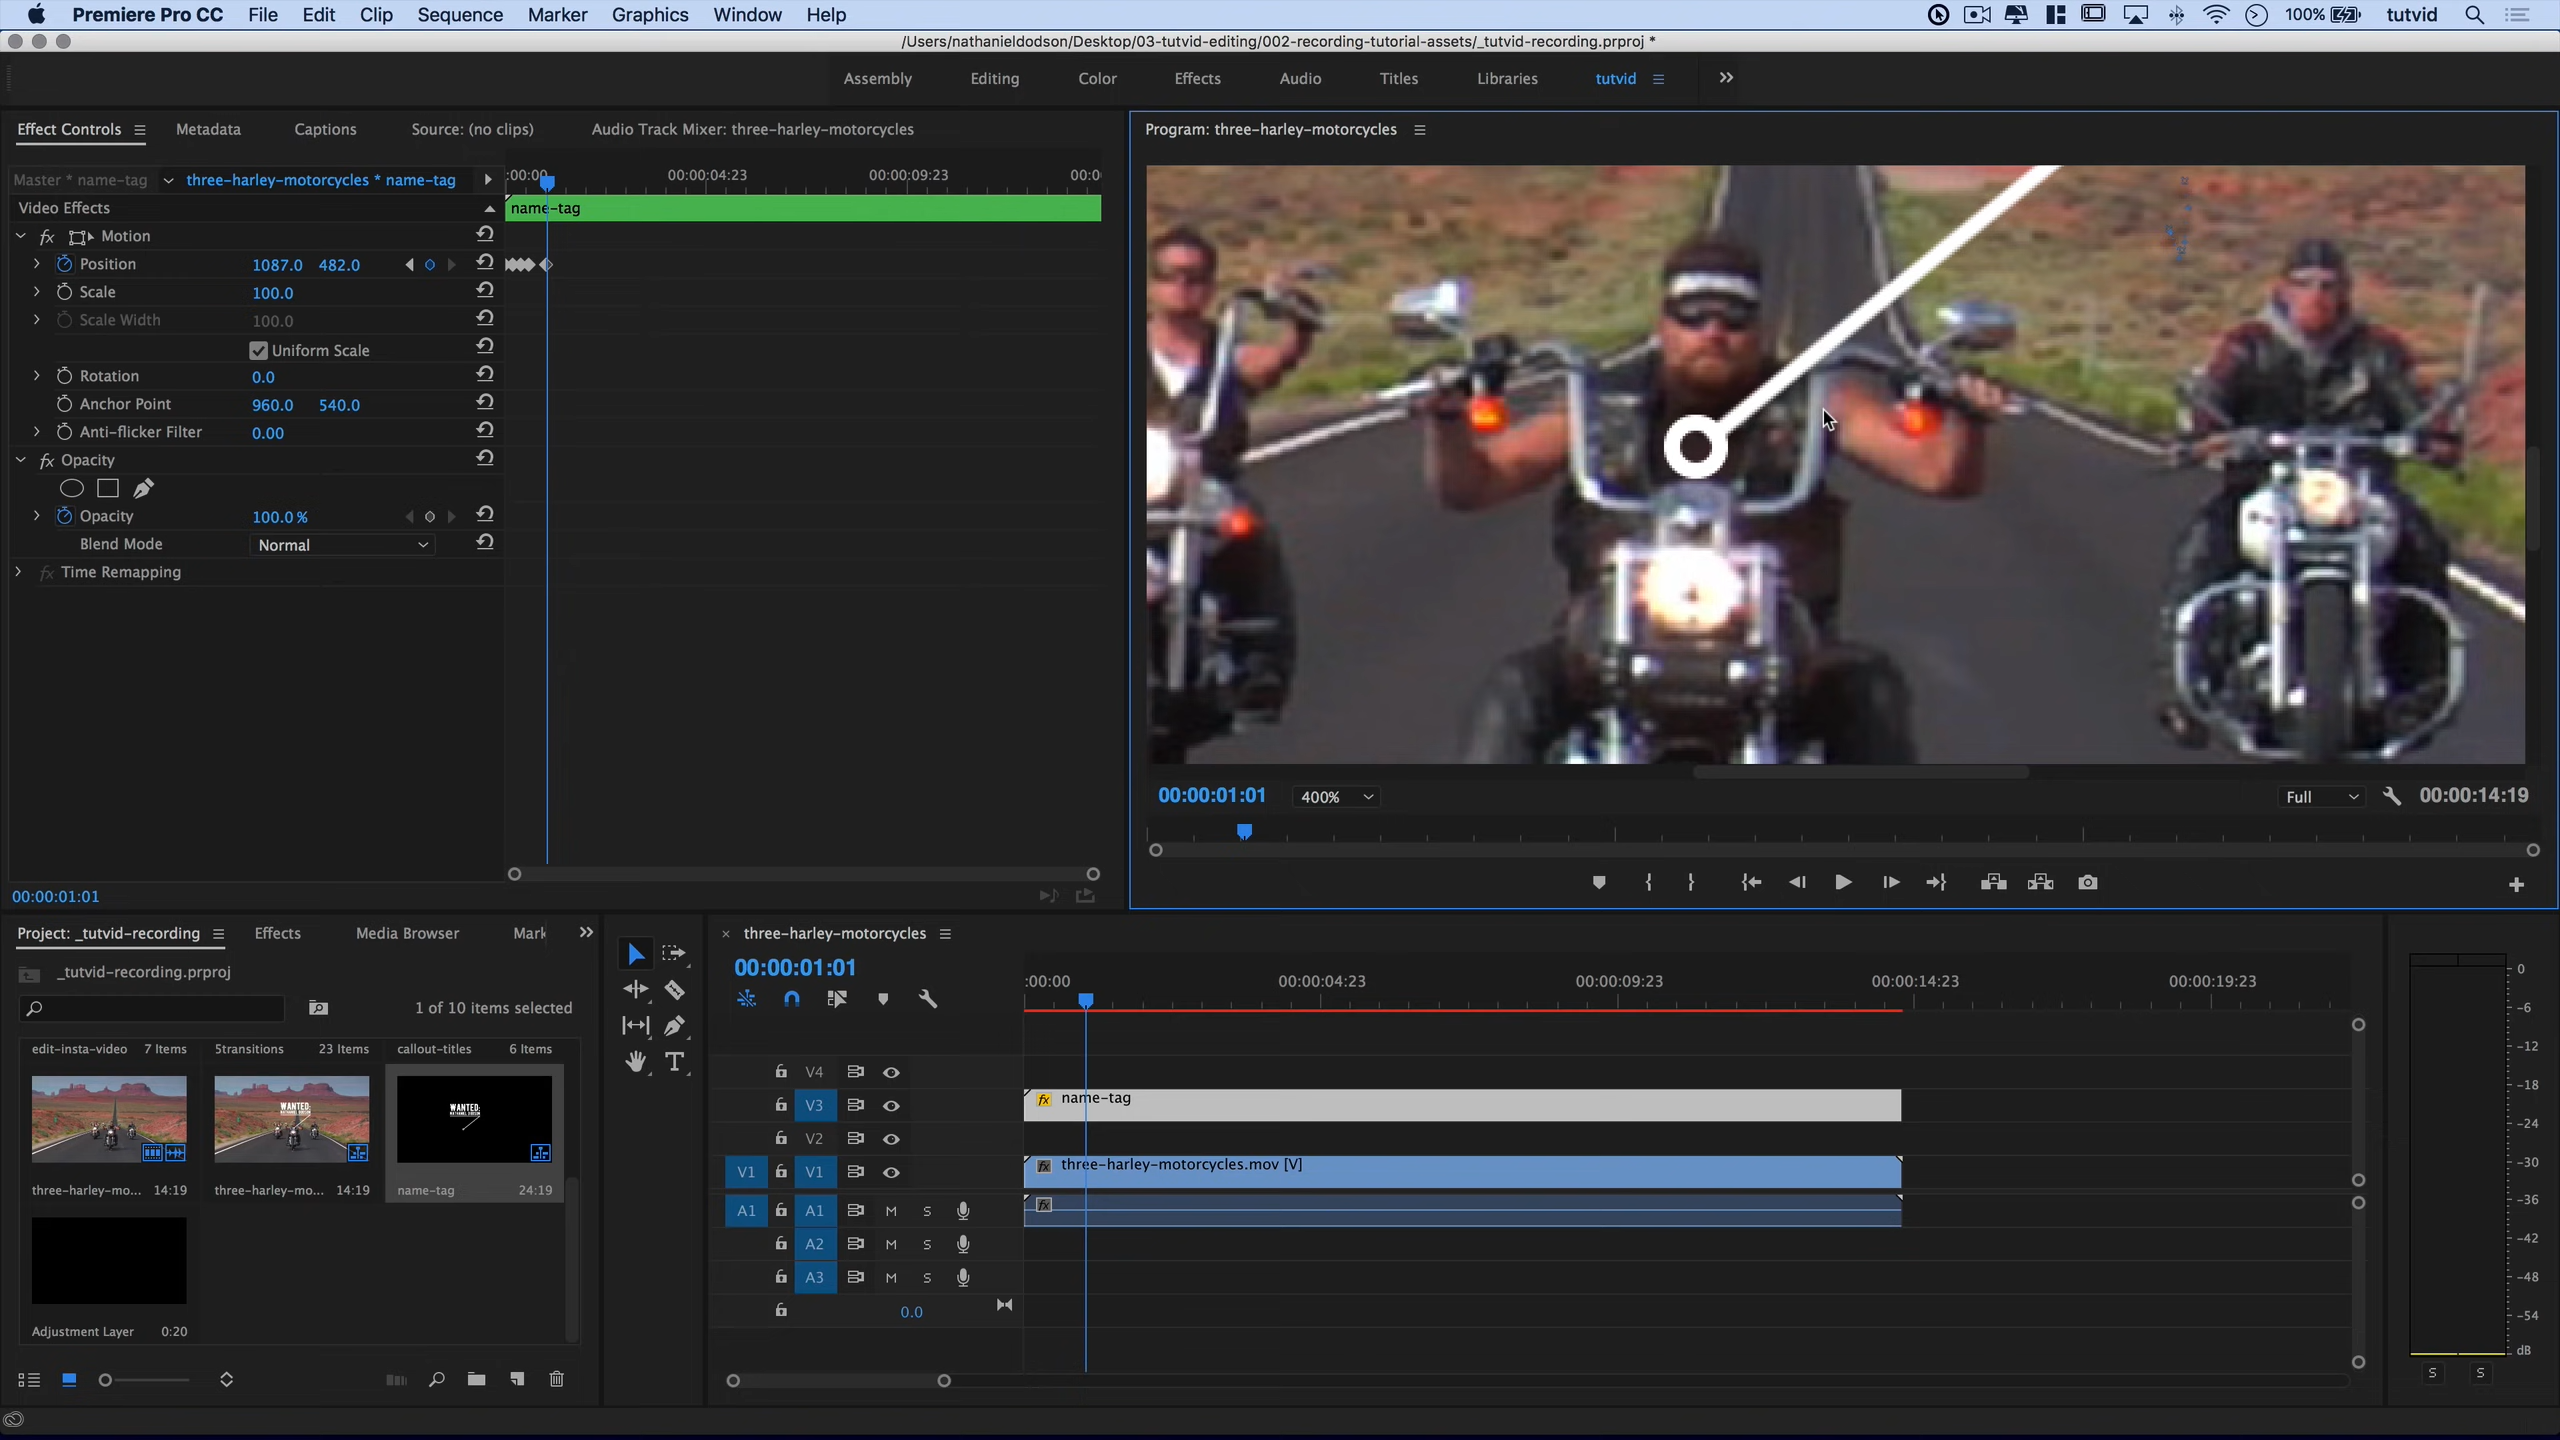 Premiere Pro CC File Edit Clip Sequence Marker Graphics Window Help 100% tutvid
/Users/nathanieldodson/Desktop/03-tutvid-editing/002-recording-tutorial-assets/_tutvid-recording.prproj *
Assembly Editing Color Effects Audio Titles Libraries tutvid
Effect Controls Metadata Captions Source: (no clips) Audio Track Mixer: three-harley-motorcycles
Program: three-harley-motorcycles
Master * name-tag three-harley-motorcycles * name-tag :00:00 00:00:04:23 00:00:09:23 00:0
Video Effects name-tag
fx Motion
Position 1087.0 482.0
Scale 100.0
Scale Width 100.0
Uniform Scale
Rotation 0.0
Anchor Point 960.0 540.0
Anti-flicker Filter 0.00
fx Opacity
Opacity 100.0 %
Blend Mode Normal
fx Time Remapping
00:00:01:01 400% Full 00:00:14:19
00:00:01:01
Project: _tutvid-recording Effects Media Browser Mark
_tutvid-recording.prproj
1 of 10 items selected
edit-insta-video 7 Items 5transitions 23 Items callout-titles 6 Items
WANTED: WANTED:
three-harley-mo... 14:19 three-harley-mo... 14:19 name-tag 24:19
Adjustment Layer 0:20
T
three-harley-motorcycles
00:00:01:01
:00:00 00:00:04:23 00:00:09:23 00:00:14:23 00:00:19:23
V4
V3 fx name-tag
V2
V1 V1 fx three-harley-motorcycles.mov [V]
A1 A1 M S fx
A2 M S
A3 M S
0.0
0
-6
-12
-18
-24
-30
-36
-42
-48
-54
dB
S S